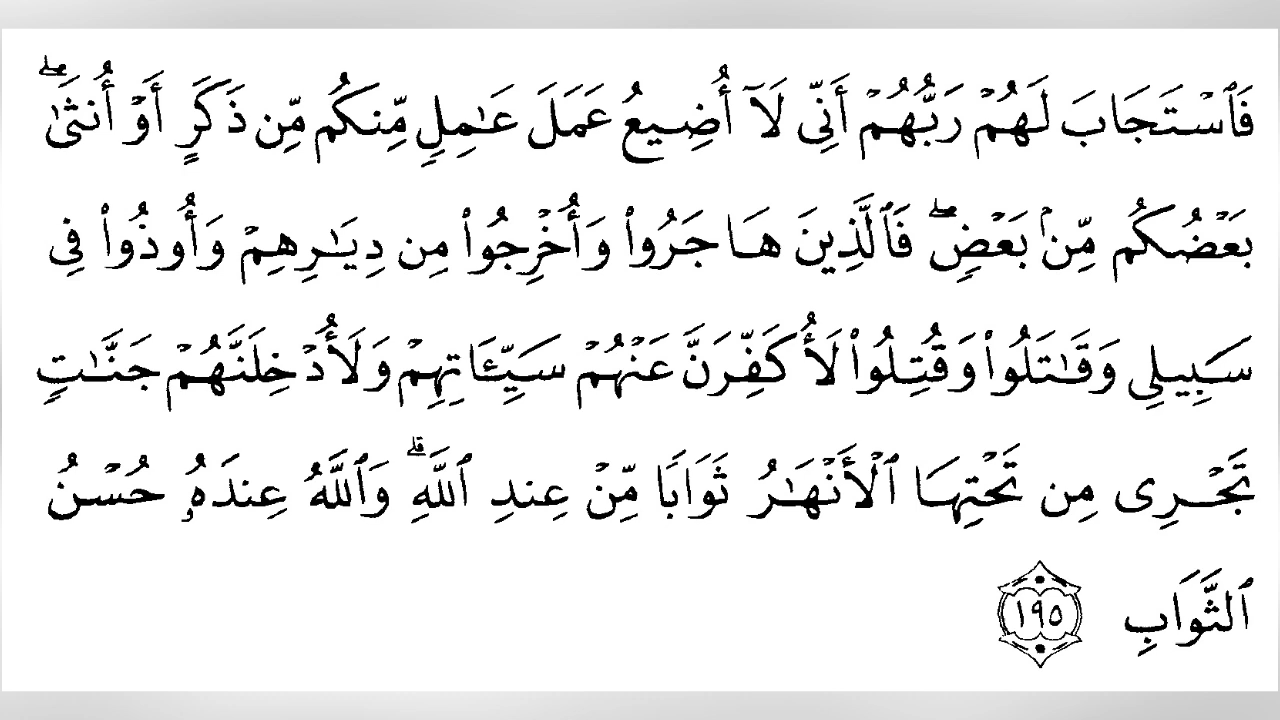 فَٱسْتَجَابَ لَهُمْ رَبُّهُمْ أَنِّى لَآ أُضِيعُ عَمَلَ عَـٰمِلٍ مِّنكُم مِّن ذَكَرٍ أَوْ أُنثَىٰ ۖ
بَعْضُكُم مِّنۢ بَعْضٍ ۖ فَٱلَّذِينَ هَاجَرُوا۟ وَأُخْرِجُوا۟ مِن دِيَـٰرِهِمْ وَأُوذُوا۟ فِى
سَبِيلِى وَقَـٰتَلُوا۟ وَقُتِلُوا۟ لَأُكَفِّرَنَّ عَنْهُمْ سَيِّـَٔاتِهِمْ وَلَأُدْخِلَنَّهُمْ جَنَّـٰتٍ
تَجْرِى مِن تَحْتِهَا ٱلْأَنْهَـٰرُ ثَوَابًا مِّنْ عِندِ ٱللَّهِ ۗ وَٱللَّهُ عِندَهُۥ حُسْنُ
ٱلثَّوَابِ ١٩٥